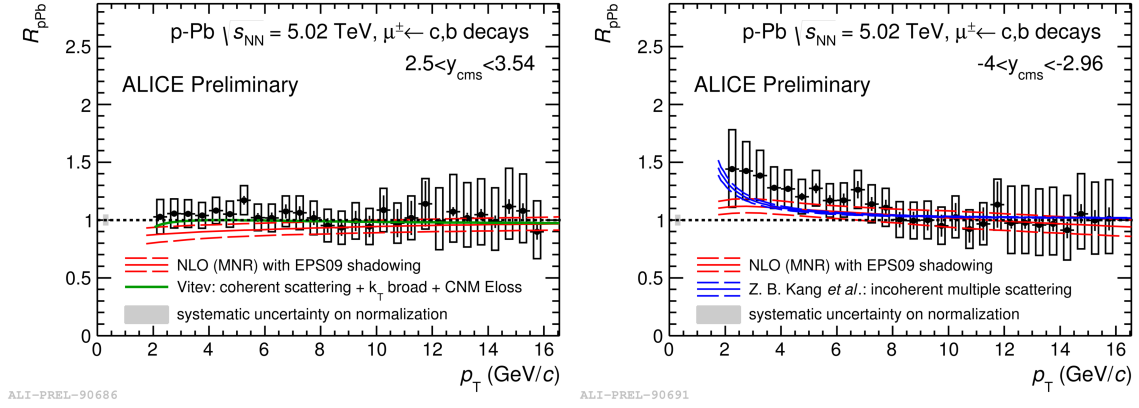 R_pPb
2.5
2
1.5
1
0.5
0
p-Pb √s_NN = 5.02 TeV, μ± ← c,b decays
2.5<y_cms<3.54
ALICE Preliminary
NLO (MNR) with EPS09 shadowing
Vitev: coherent scattering + k_T broad + CNM Eloss
systematic uncertainty on normalization
0 2 4 6 8 10 12 14 16
p_T (GeV/c)
ALI-PREL-90686
R_pPb
2.5
2
1.5
1
0.5
0
p-Pb √s_NN = 5.02 TeV, μ± ← c,b decays
-4<y_cms<-2.96
ALICE Preliminary
NLO (MNR) with EPS09 shadowing
Z. B. Kang et al.: incoherent multiple scattering
systematic uncertainty on normalization
0 2 4 6 8 10 12 14 16
p_T (GeV/c)
ALI-PREL-90691